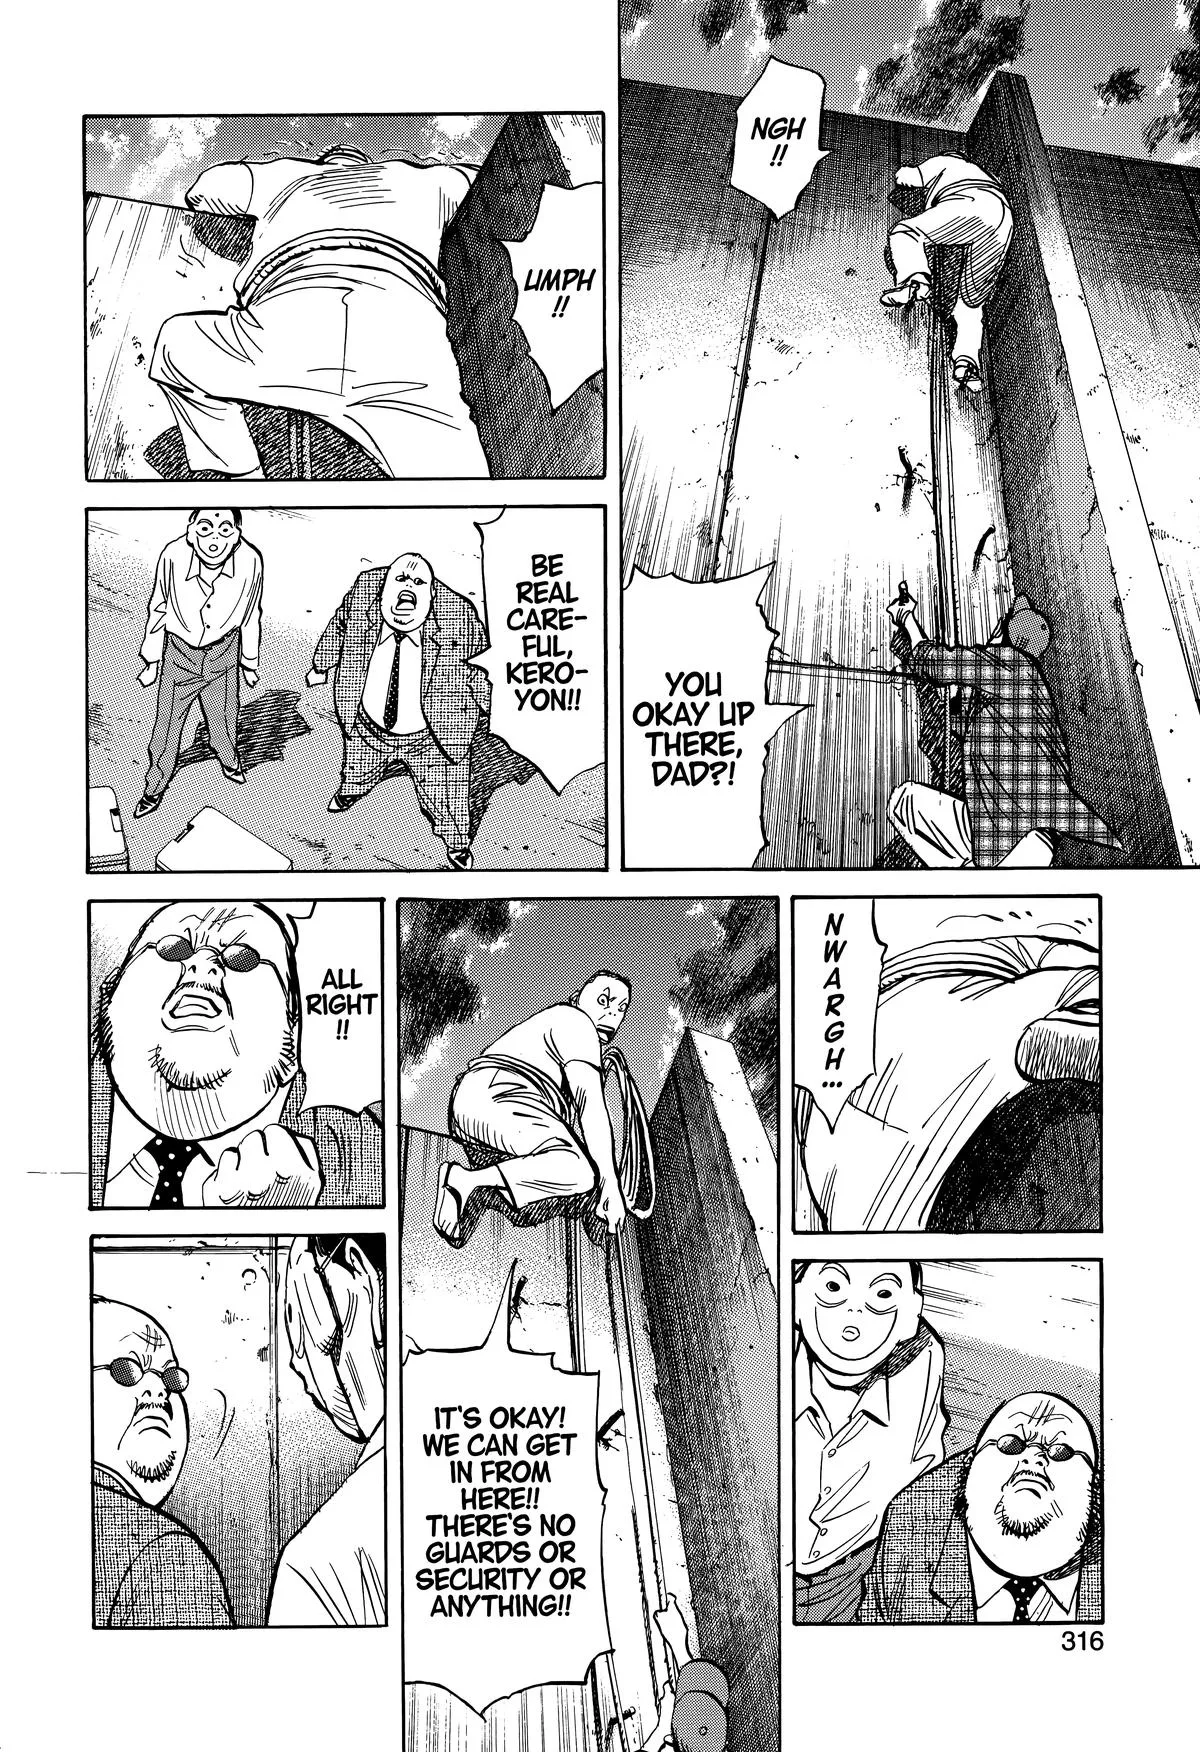 NGH
!!
YOU
OKAY UP
THERE,
DAD?!
UMPH
!!
BE
REAL
CARE-
FUL,
KERO-
YON!!
NWARGH...
IT'S OKAY!
WE CAN GET
IN FROM
HERE!!
THERE'S NO
GUARDS OR
SECURITY OR
ANYTHING!!
ALL
RIGHT
!!
316